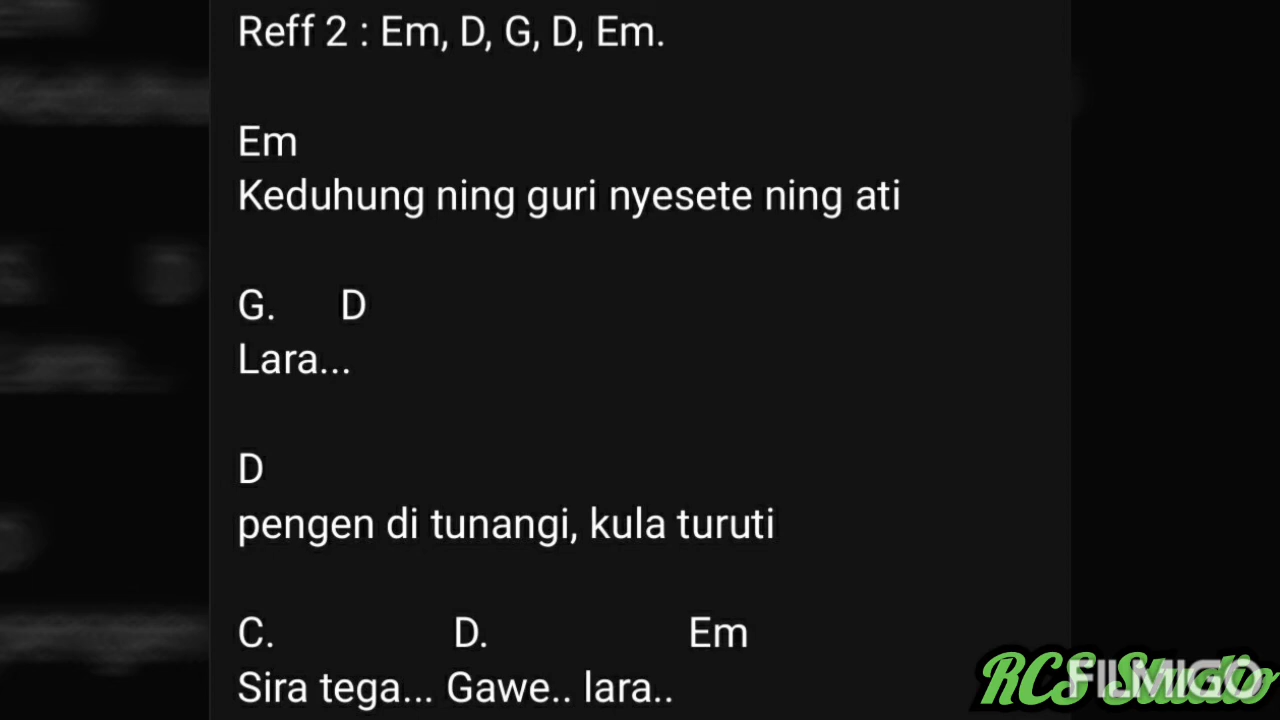 Reff 2 : Em, D, G, D, Em.
Em
Keduhung ning guri nyesete ning ati
G. D
Lara...
D
pengen di tunangi, kula turuti
C. D. Em
Sira tega... Gawe.. lara..
RCS Studio
FILMIGO